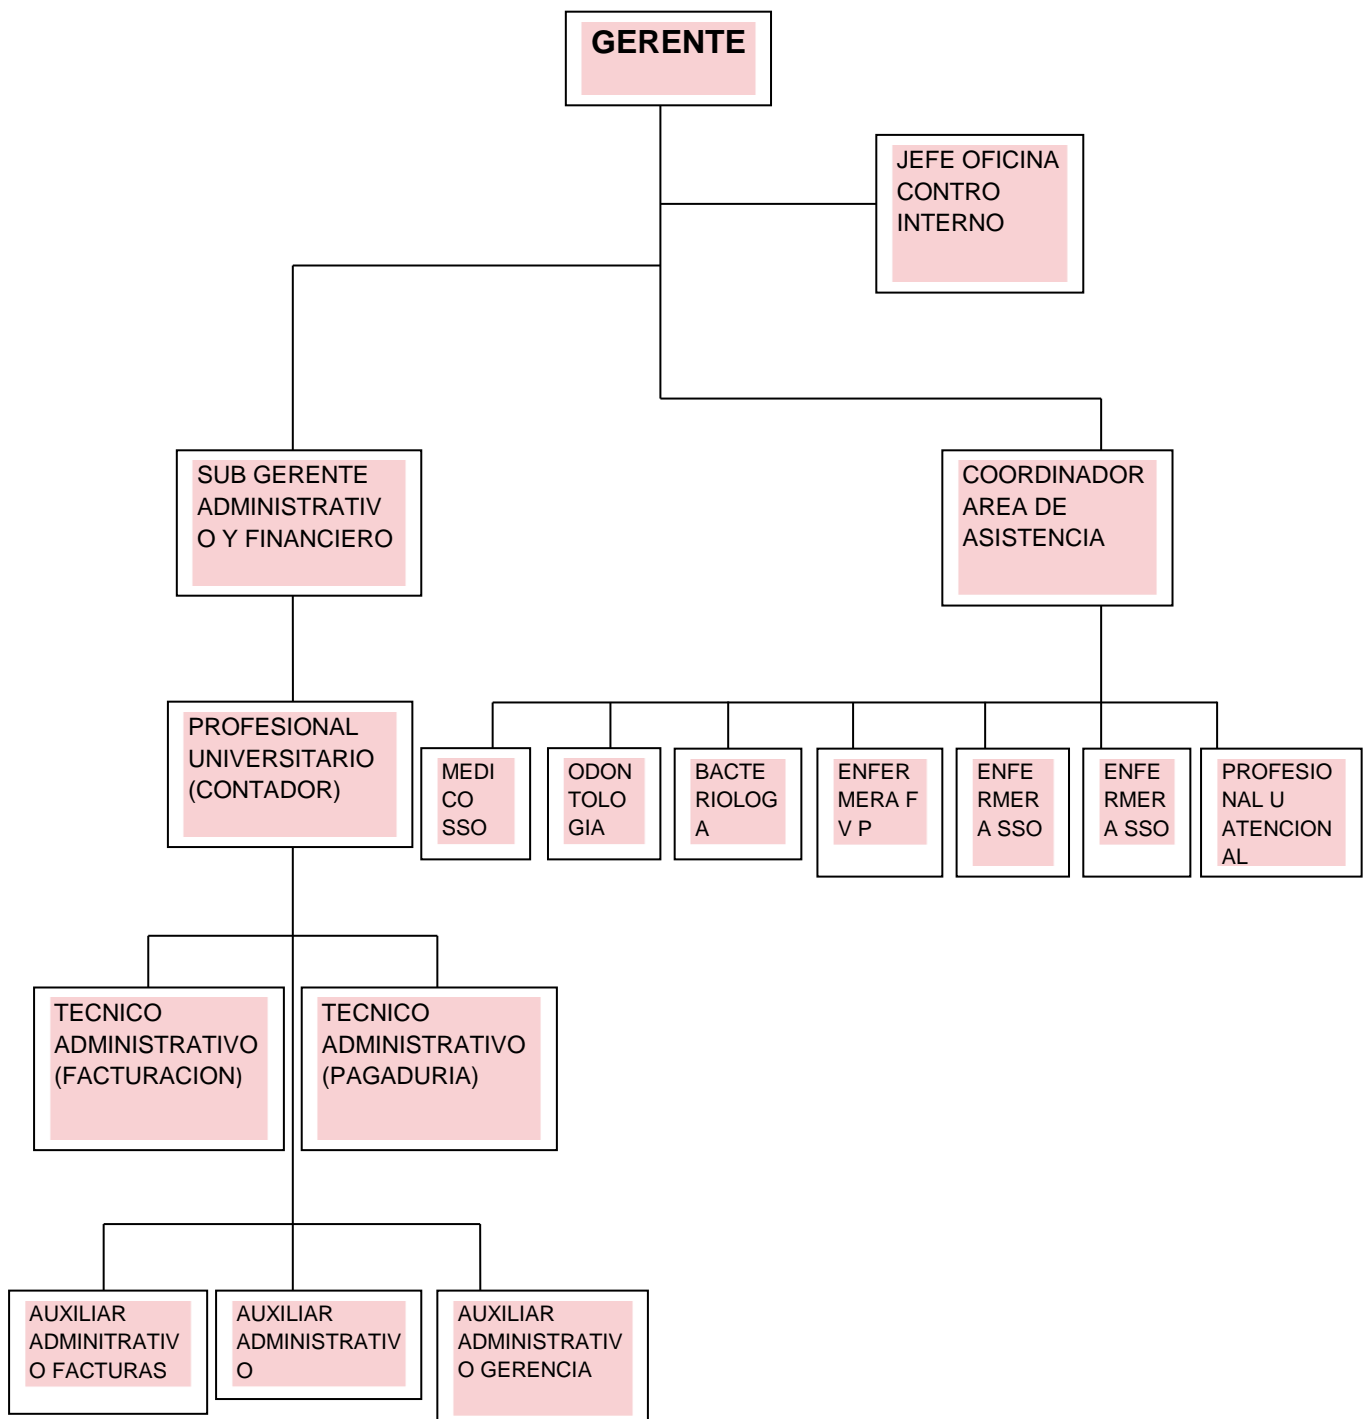 GERENTE
JEFE OFICINA
CONTRO
INTERNO
SUB GERENTE
ADMINISTRATIV
O Y FINANCIERO
COORDINADOR
AREA DE
ASISTENCIA
PROFESIONAL
UNIVERSITARIO
(CONTADOR)
MEDI
CO
SSO
ODON
TOLO
GIA
BACTE
RIOLOG
A
ENFER
MERA F
V P
ENFE
RMER
A SSO
ENFE
RMER
A SSO
PROFESIO
NAL U
ATENCION
AL
TECNICO
ADMINISTRATIVO
(FACTURACION)
TECNICO
ADMINISTRATIVO
(PAGADURIA)
AUXILIAR
ADMINITRATIV
O FACTURAS
AUXILIAR
ADMINISTRATIV
O
AUXILIAR
ADMINISTRATIV
O GERENCIA